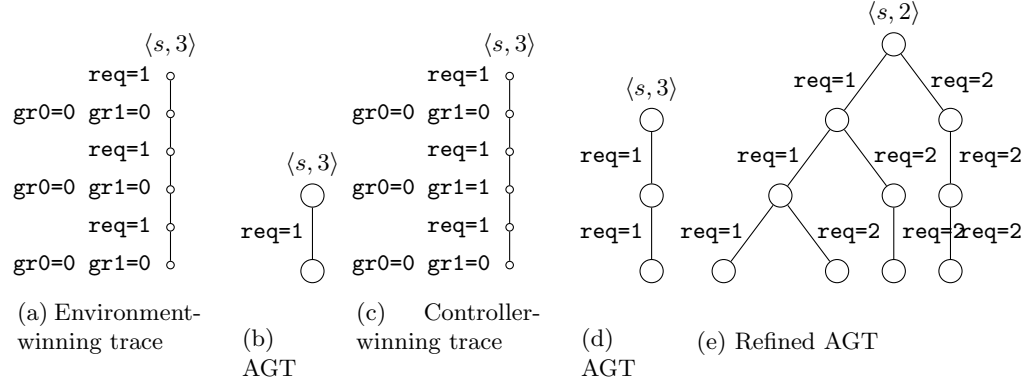 ⟨s, 3⟩
req=1
gr0=0 gr1=0
req=1
gr0=0 gr1=0
req=1
gr0=0 gr1=0
(a) Environment-
winning trace
⟨s, 3⟩
req=1
(b)
AGT
⟨s, 3⟩
req=1
gr0=0 gr1=0
req=1
gr0=0 gr1=1
req=1
gr0=0 gr1=0
(c) Controller-
winning trace
⟨s, 3⟩
req=1
req=1
(d)
AGT
⟨s, 2⟩
req=1 req=2
req=1 req=2 req=2
req=1 req=2 req=2 req=2
(e) Refined AGT